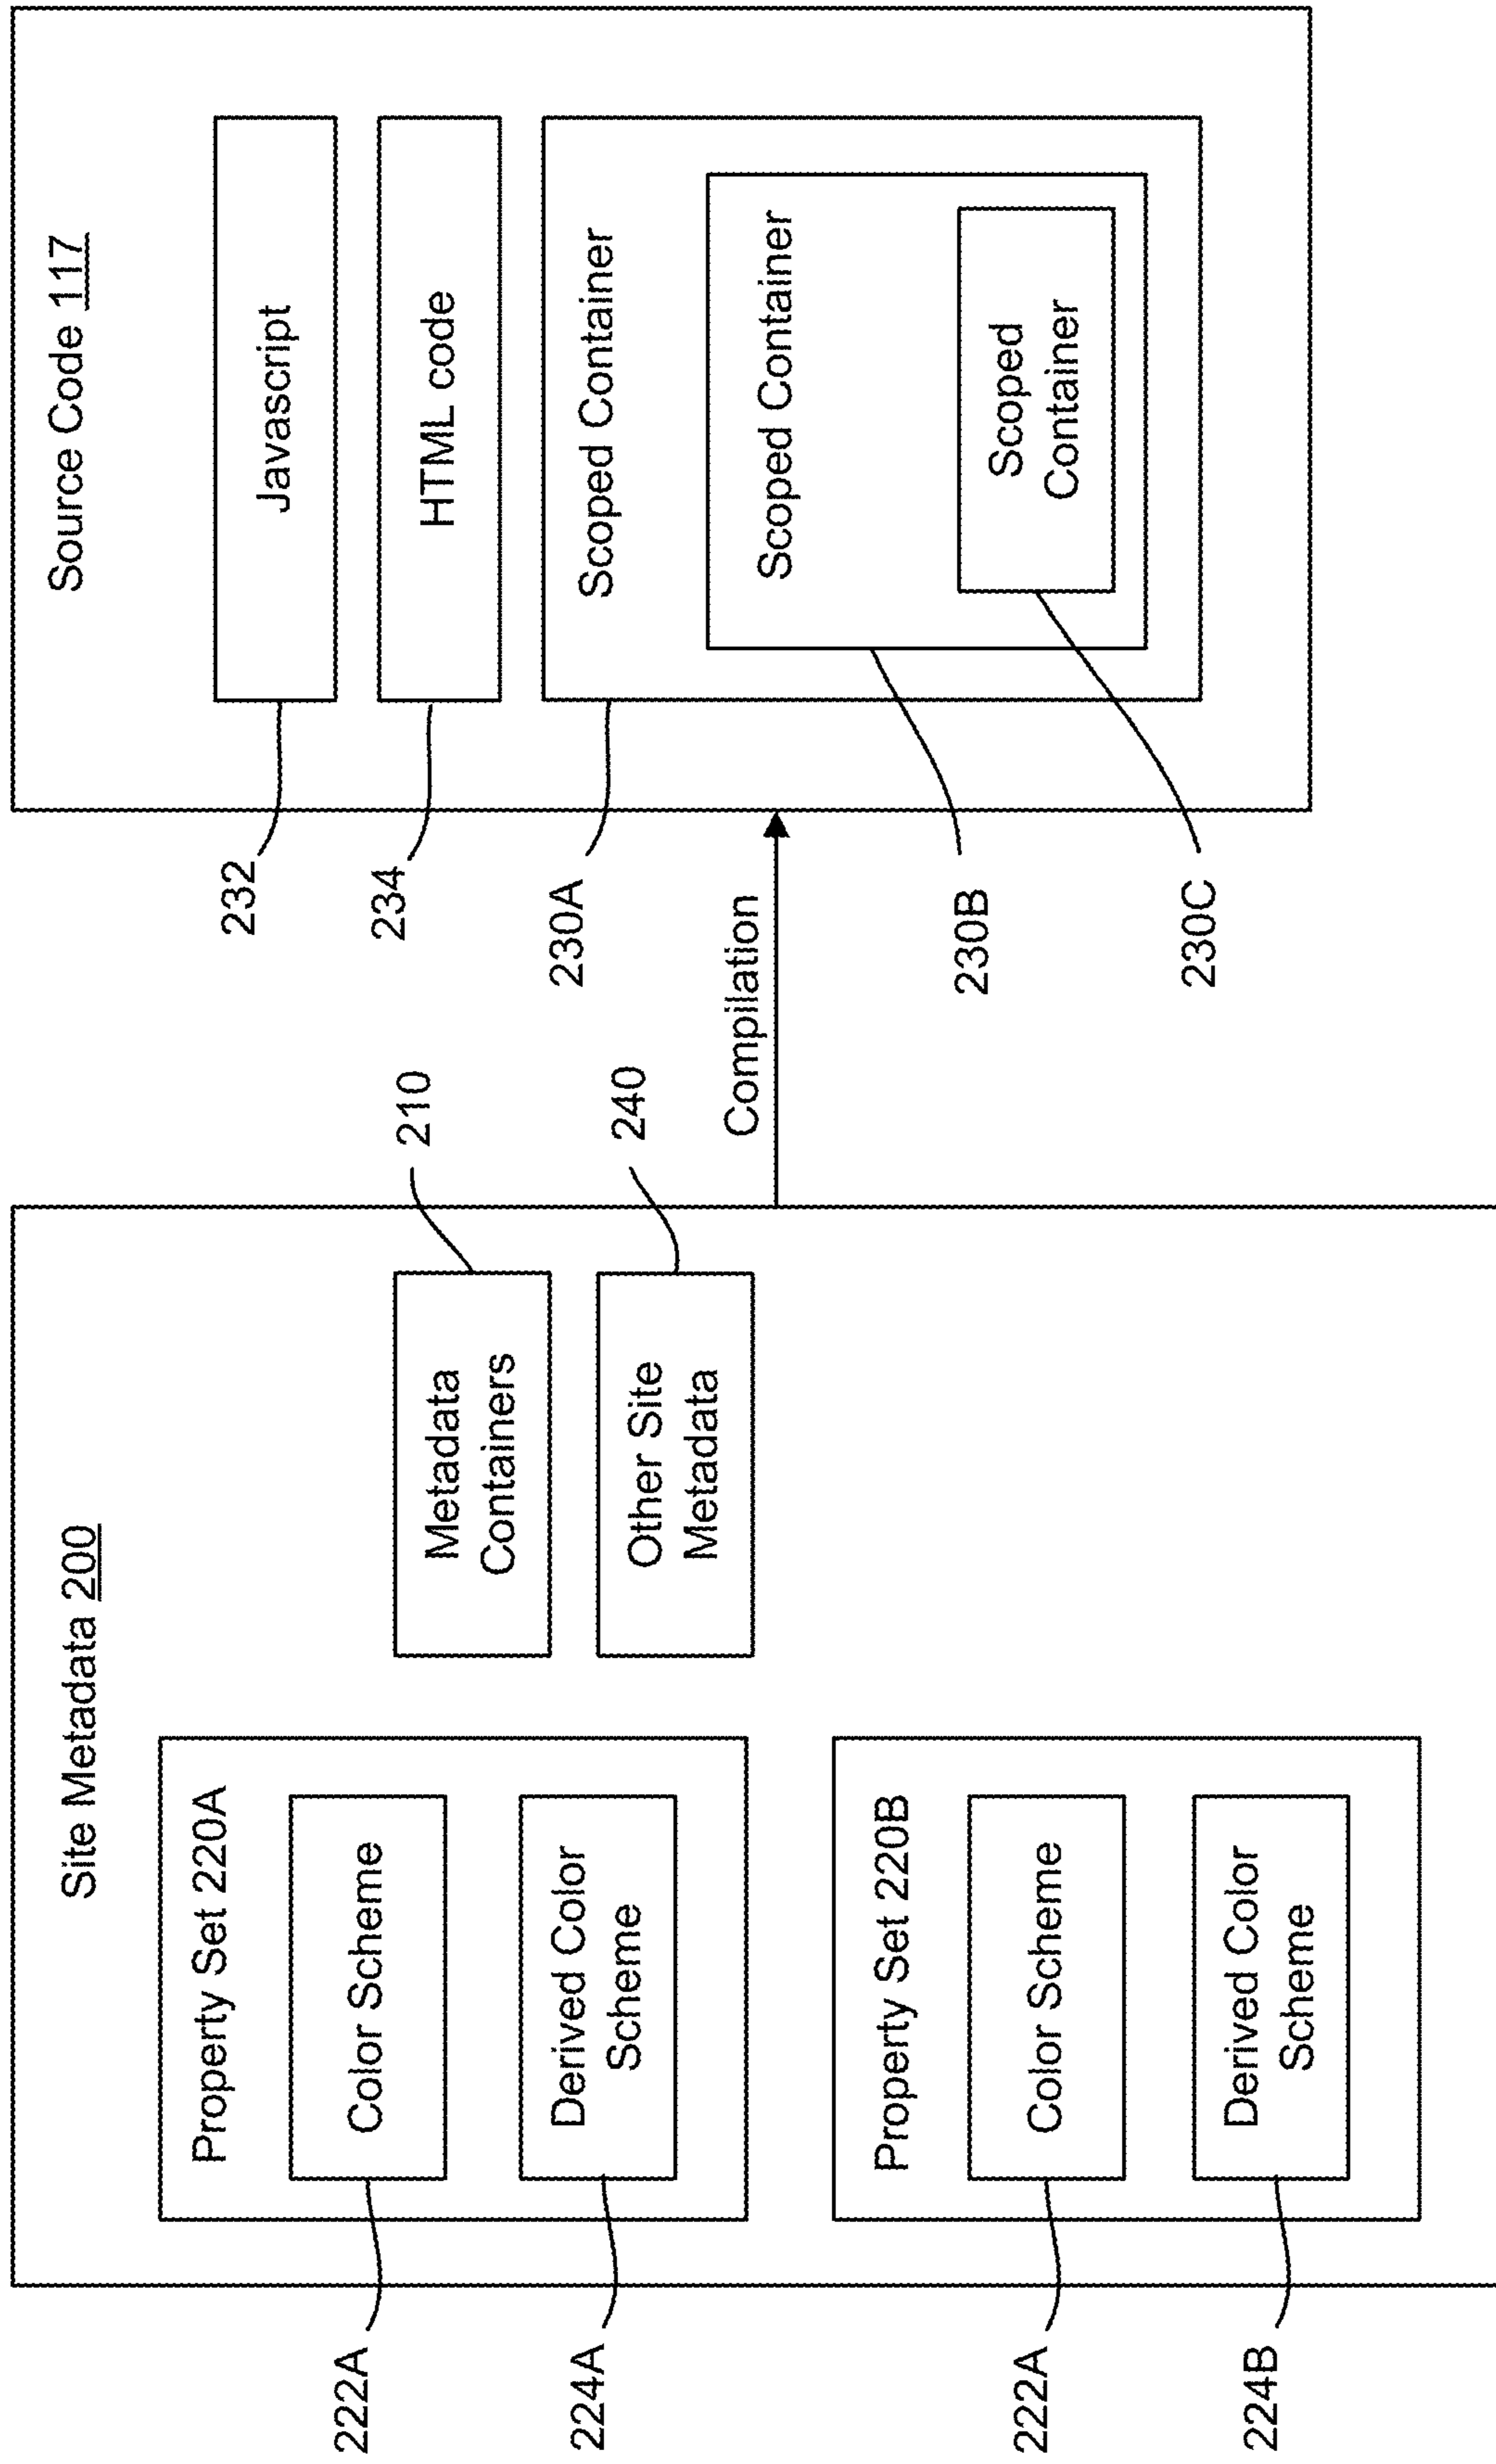 Site Metadata 200
Property Set 220A
Color Scheme
222A
Derived Color
Scheme
224A
Property Set 220B
Color Scheme
222A
Derived Color
Scheme
224B
Metadata
Containers
210
Other Site
Metadata
240
Compilation
Source Code 117
Javascript
232
HTML code
234
Scoped Container
230A
Scoped Container
230B
Scoped
Container
230C